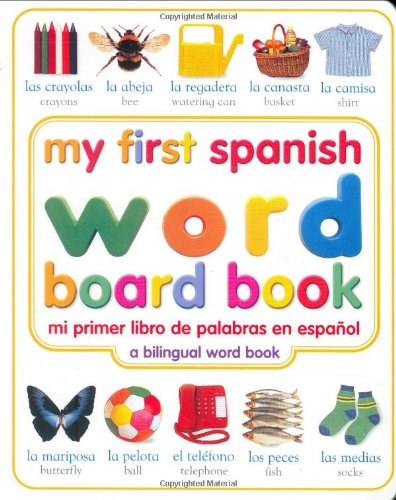 Copyrighted Material
las crayolas la abeja la regadera la canasta la camisa
crayons bee watering can basket shirt
my first spanish
word
board book
mi primer libro de palabras en español
a bilingual word book
la mariposa la pelota el teléfono los peces las medias
butterfly ball telephone fish socks
Copyrighted Material